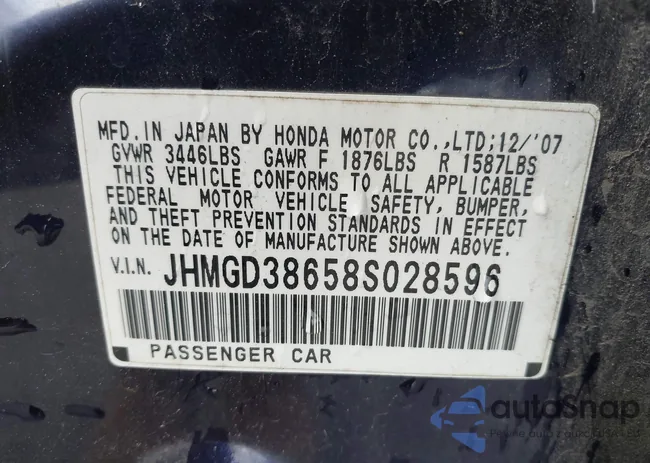 MFD. IN JAPAN BY HONDA MOTOR CO.,LTD;12/'07
GVWR 3446LBS GAWR F 1876LBS R 1587LBS
THIS VEHICLE CONFORMS TO ALL APPLICABLE
FEDERAL MOTOR VEHICLE SAFETY, BUMPER,
AND THEFT PREVENTION STANDARDS IN EFFECT
ON THE DATE OF MANUFACTURE SHOWN ABOVE.
V.I.N. JHMGD38658S028596
PASSENGER CAR
autoSnap